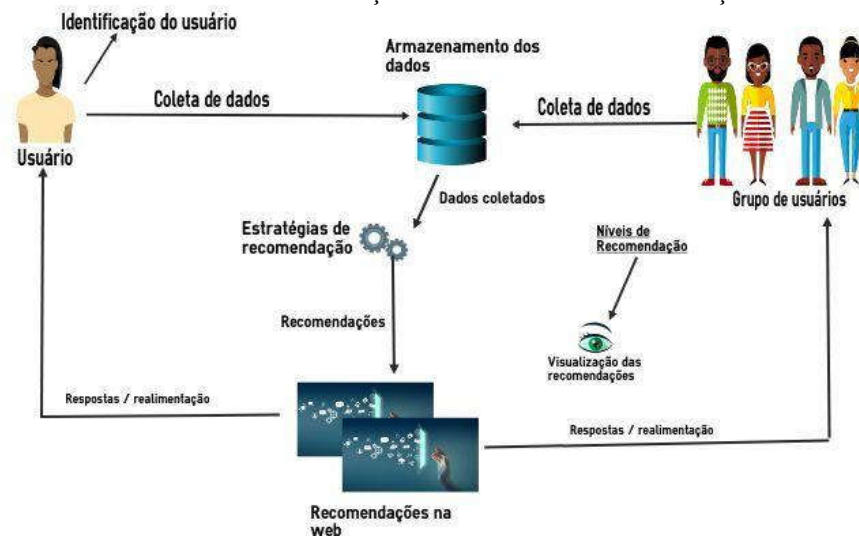 Identificação do usuário
Armazenamento dos
dados
Coleta de dados
Coleta de dados
Usuário
Grupo de usuários
Dados coletados
Estratégias de
recomendação
Níveis de
Recomendação
Recomendações
Visualização das
recomendações
Respostas / realimentação
Respostas / realimentação
Recomendações na
web